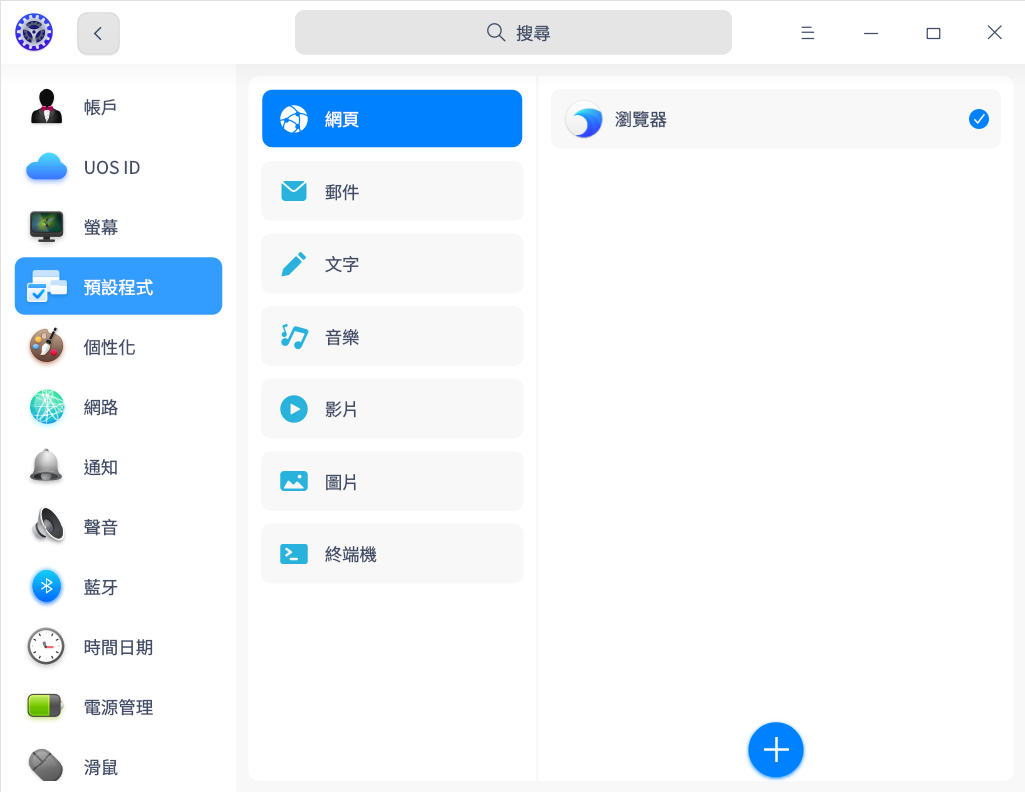 搜尋
帳戶
UOS ID
螢幕
預設程式
個性化
網路
通知
聲音
藍牙
時間日期
電源管理
滑鼠
網頁
郵件
文字
音樂
影片
圖片
終端機
瀏覽器